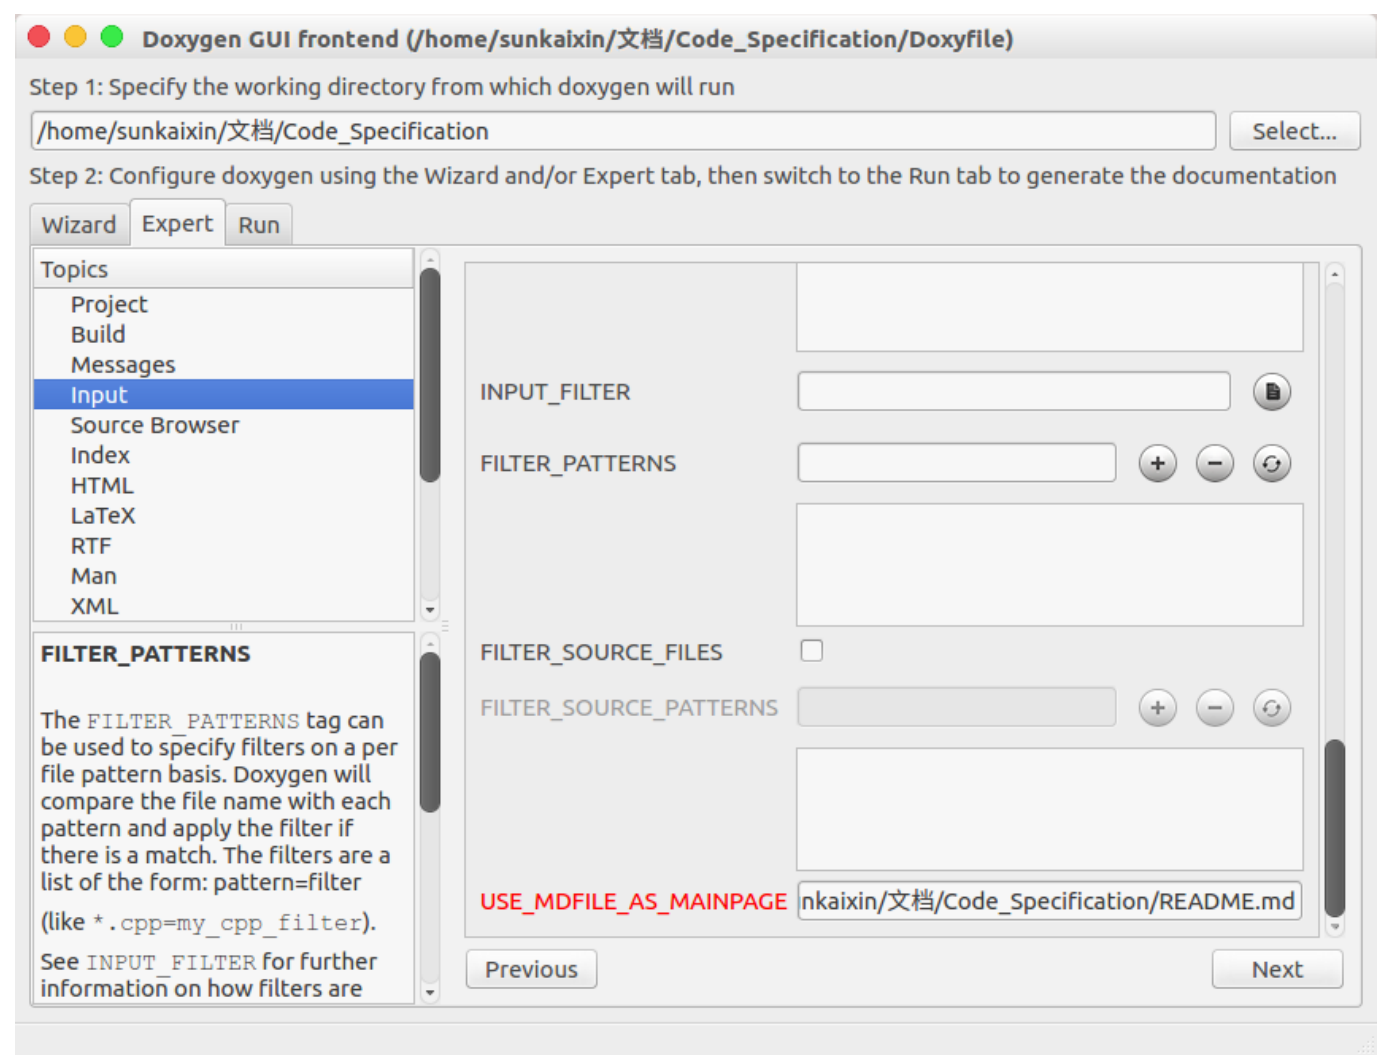 Doxygen GUI frontend (/home/sunkaixin/文档/Code_Specification/Doxyfile)
Step 1: Specify the working directory from which doxygen will run
/home/sunkaixin/文档/Code_Specification
Select...
Step 2: Configure doxygen using the Wizard and/or Expert tab, then switch to the Run tab to generate the documentation
Wizard
Expert
Run
Topics
Project
Build
Messages
Input
Source Browser
Index
HTML
LaTeX
RTF
Man
XML
FILTER_PATTERNS
The FILTER_PATTERNS tag can
be used to specify filters on a per
file pattern basis. Doxygen will
compare the file name with each
pattern and apply the filter if
there is a match. The filters are a
list of the form: pattern=filter
(like *.cpp=my_cpp_filter).
See INPUT_FILTER for further
information on how filters are
INPUT_FILTER
FILTER_PATTERNS
FILTER_SOURCE_FILES
FILTER_SOURCE_PATTERNS
USE_MDFILE_AS_MAINPAGE
nkaixin/文档/Code_Specification/README.md
Previous
Next